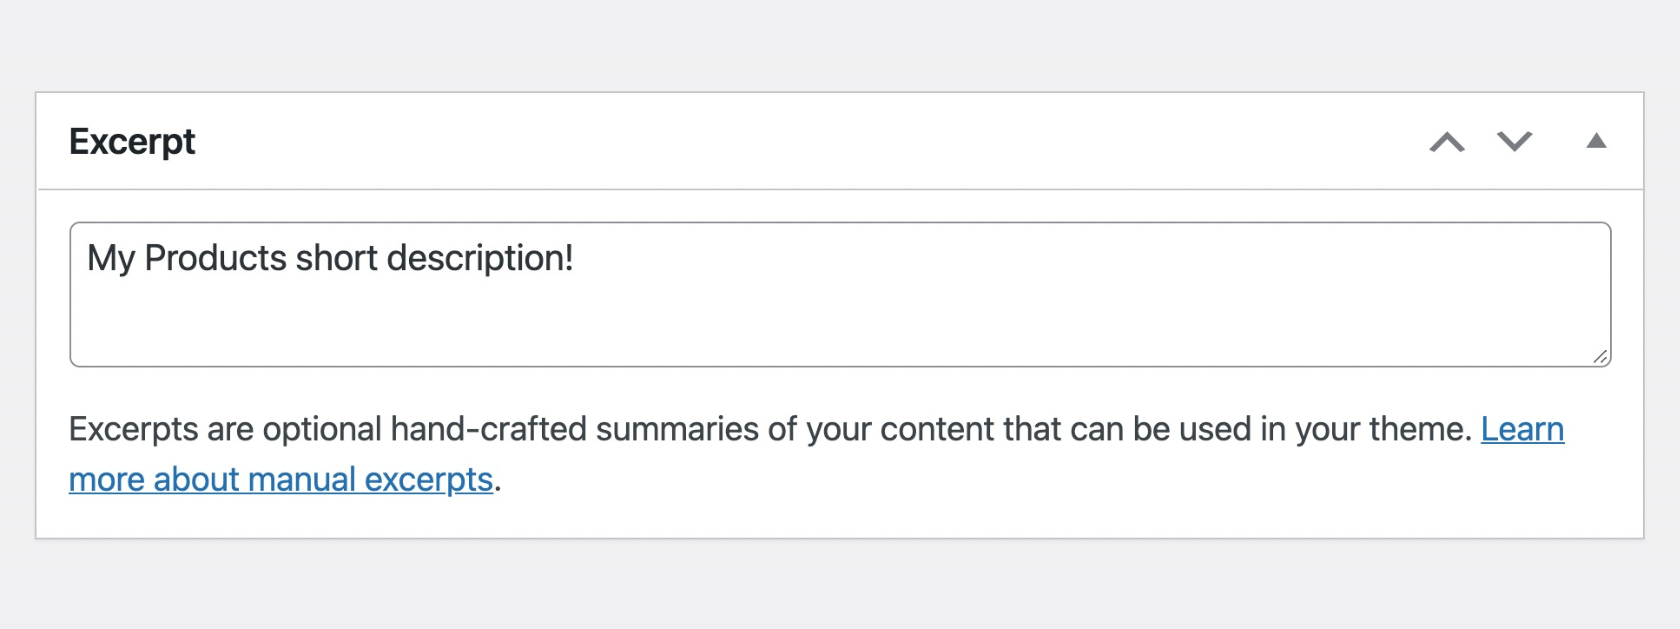 Excerpt
My Products short description!
Excerpts are optional hand-crafted summaries of your content that can be used in your theme. Learn
more about manual excerpts.